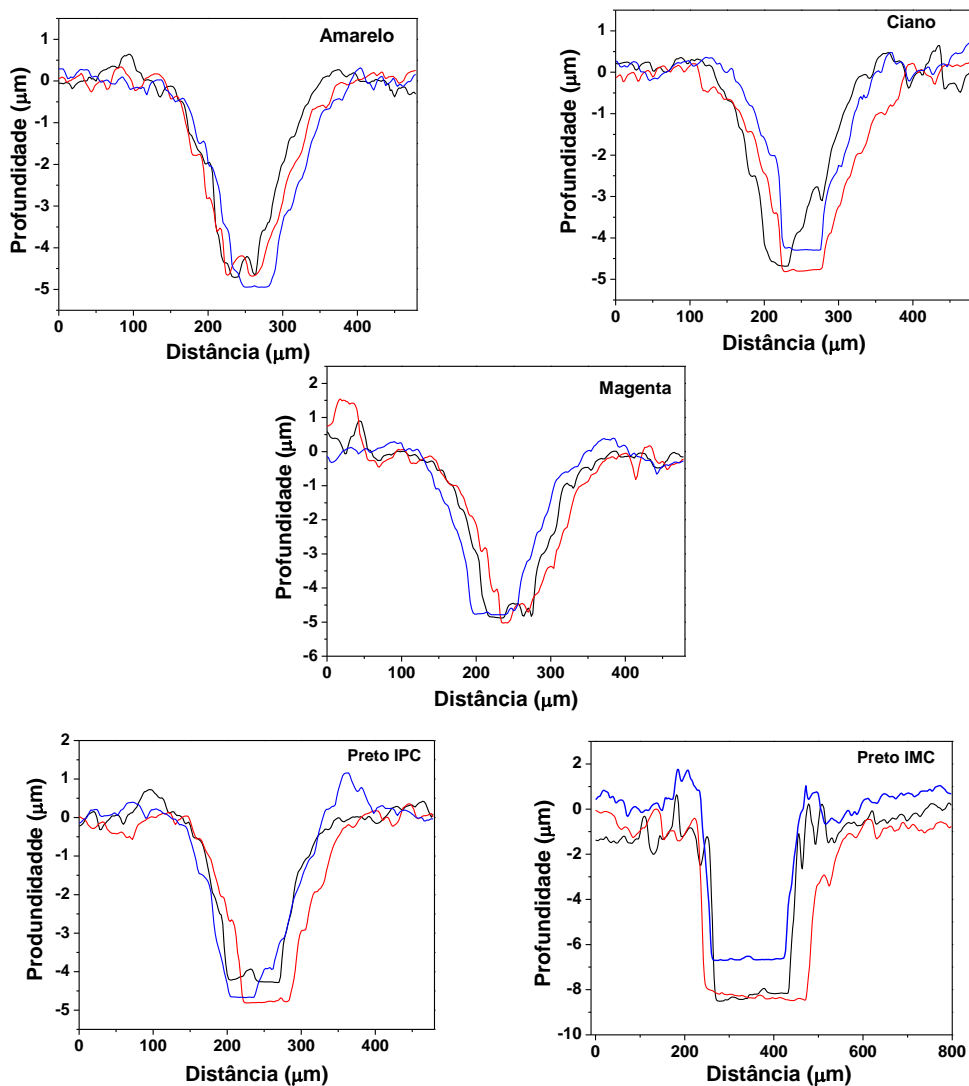 Amarelo
Profundidade (μm)
1
0
-1
-2
-3
-4
-5
0 100 200 300 400
Distância (μm)
Ciano
Profundidade (μm)
1
0
-1
-2
-3
-4
-5
0 100 200 300 400
Distância (μm)
Magenta
Profundidade (μm)
2
1
0
-1
-2
-3
-4
-5
-6
0 100 200 300 400
Distância (μm)
Preto IPC
Produndidadde (μm)
2
1
0
-1
-2
-3
-4
-5
0 100 200 300 400
Distância (μm)
Preto IMC
Profundidade (μm)
2
0
-2
-4
-6
-8
-10
0 200 400 600 800
Distância (μm)